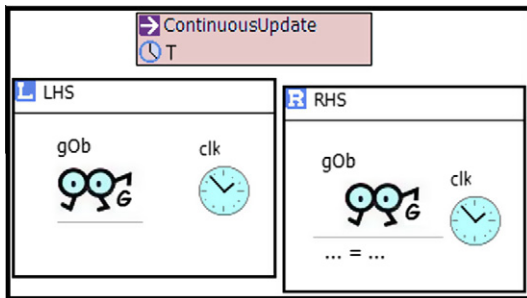 ContinuousUpdate
T
L LHS
gOb
clk
G
R RHS
gOb
clk
G
... = ...